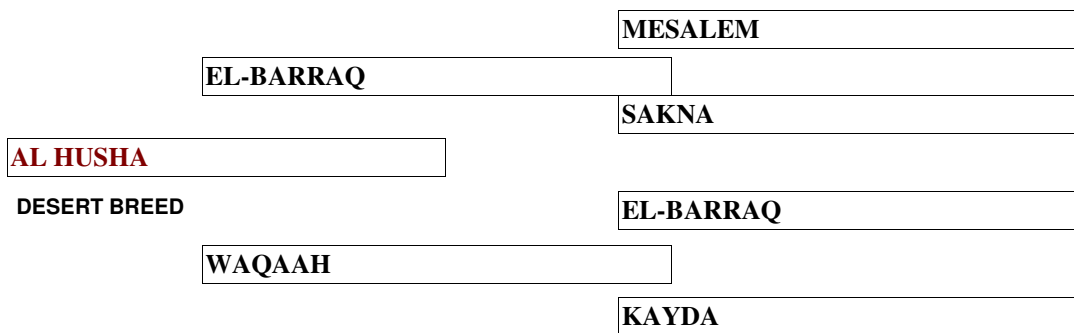 MESALEM
EL-BARRAQ
SAKNA
AL HUSHA
DESERT BREED
EL-BARRAQ
WAQAAH
KAYDA